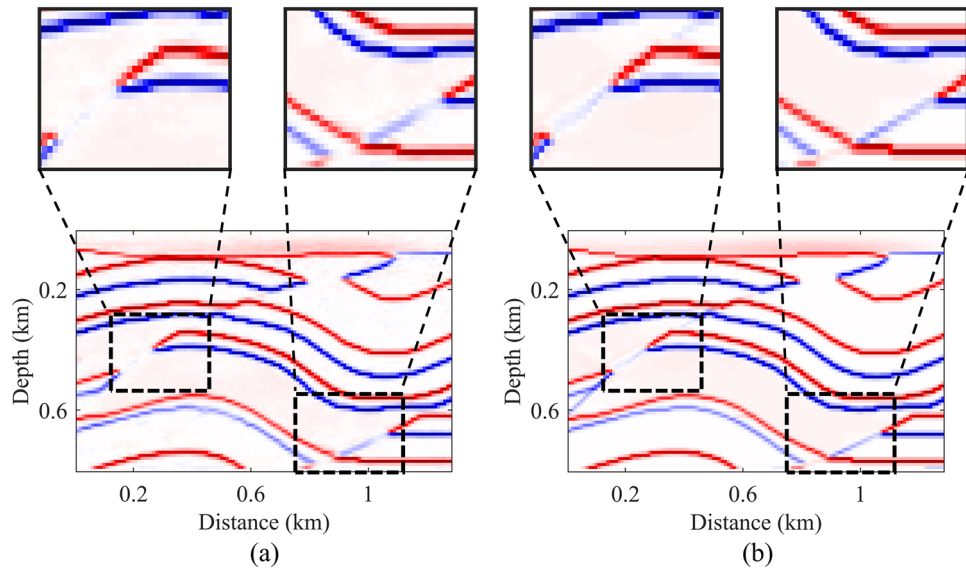 0.2
0.6
Depth (km)
0.2 0.6 1
Distance (km)
(a)
0.2
0.6
Depth (km)
0.2 0.6 1
Distance (km)
(b)